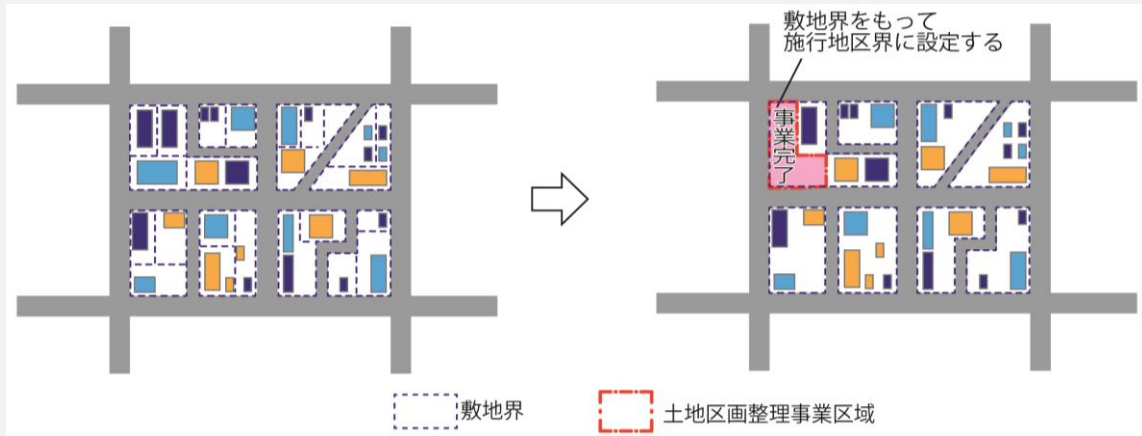 敷地界をもって
施行地区界に設定する
事業完了
敷地界
土地区画整理事業区域